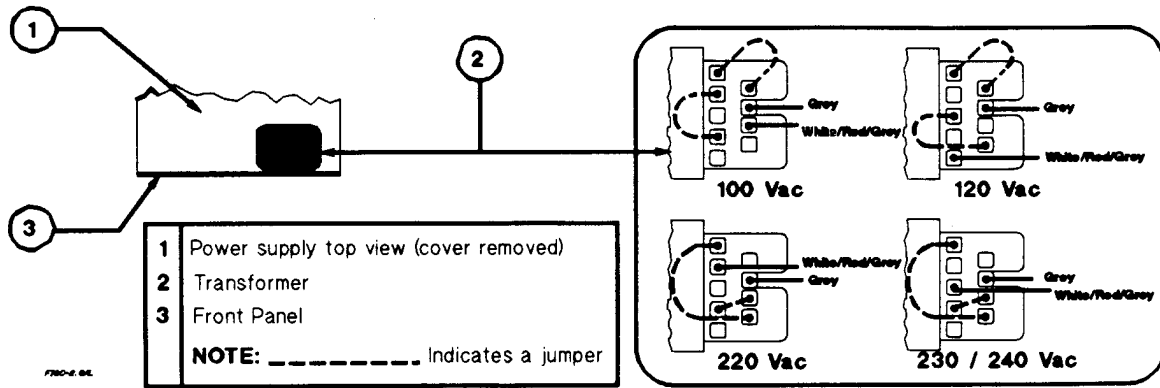 1
2
3
Grey
White/Red/Grey
100 Vac
Grey
White/Red/Grey
120 Vac
White/Red/Grey
Grey
220 Vac
Grey
White/Red/Grey
230 / 240 Vac
1 Power supply top view (cover removed)
2 Transformer
3 Front Panel
NOTE: _ _ _ _ _ _ _ _ Indicates a jumper